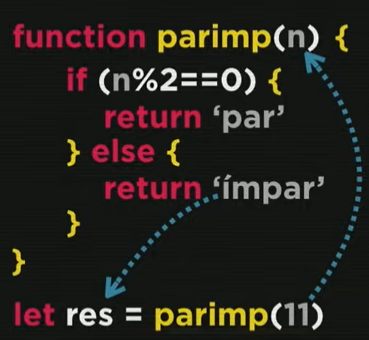 function parimp(n) {
if (n%2==0) {
return ‘par’
} else {
return ‘ímpar’
}
}
let res = parimp(11)